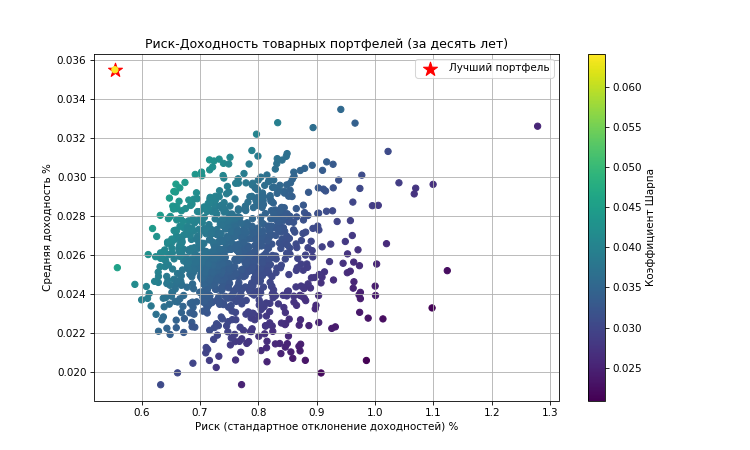 Риск-Доходность товарных портфелей (за десять лет)
Лучший портфель
Средняя доходность %
0.036
0.034
0.032
0.030
0.028
0.026
0.024
0.022
0.020
0.6 0.7 0.8 0.9 1.0 1.1 1.2 1.3
Риск (стандартное отклонение доходностей) %
0.060
0.055
0.050
0.045
0.040
0.035
0.030
0.025
Коэффициент Шарпа